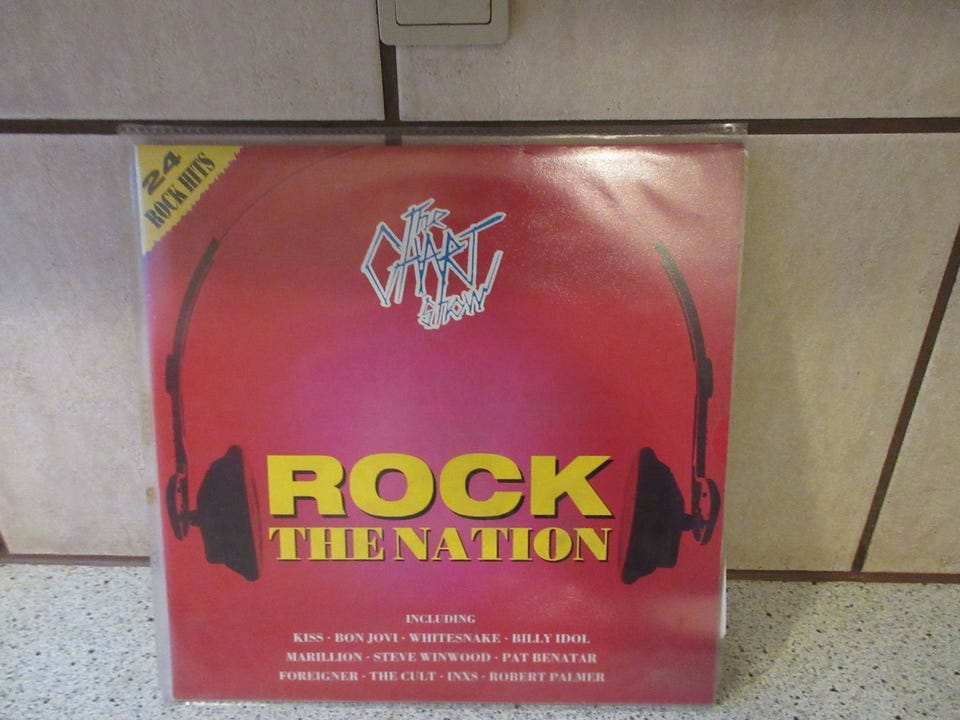 24
ROCK HITS
The
CHART
Show
ROCK
THE NATION
INCLUDING
KISS · BON JOVI · WHITESNAKE · BILLY IDOL
MARILLION · STEVE WINWOOD · PAT BENATAR
FOREIGNER · THE CULT · INXS · ROBERT PALMER